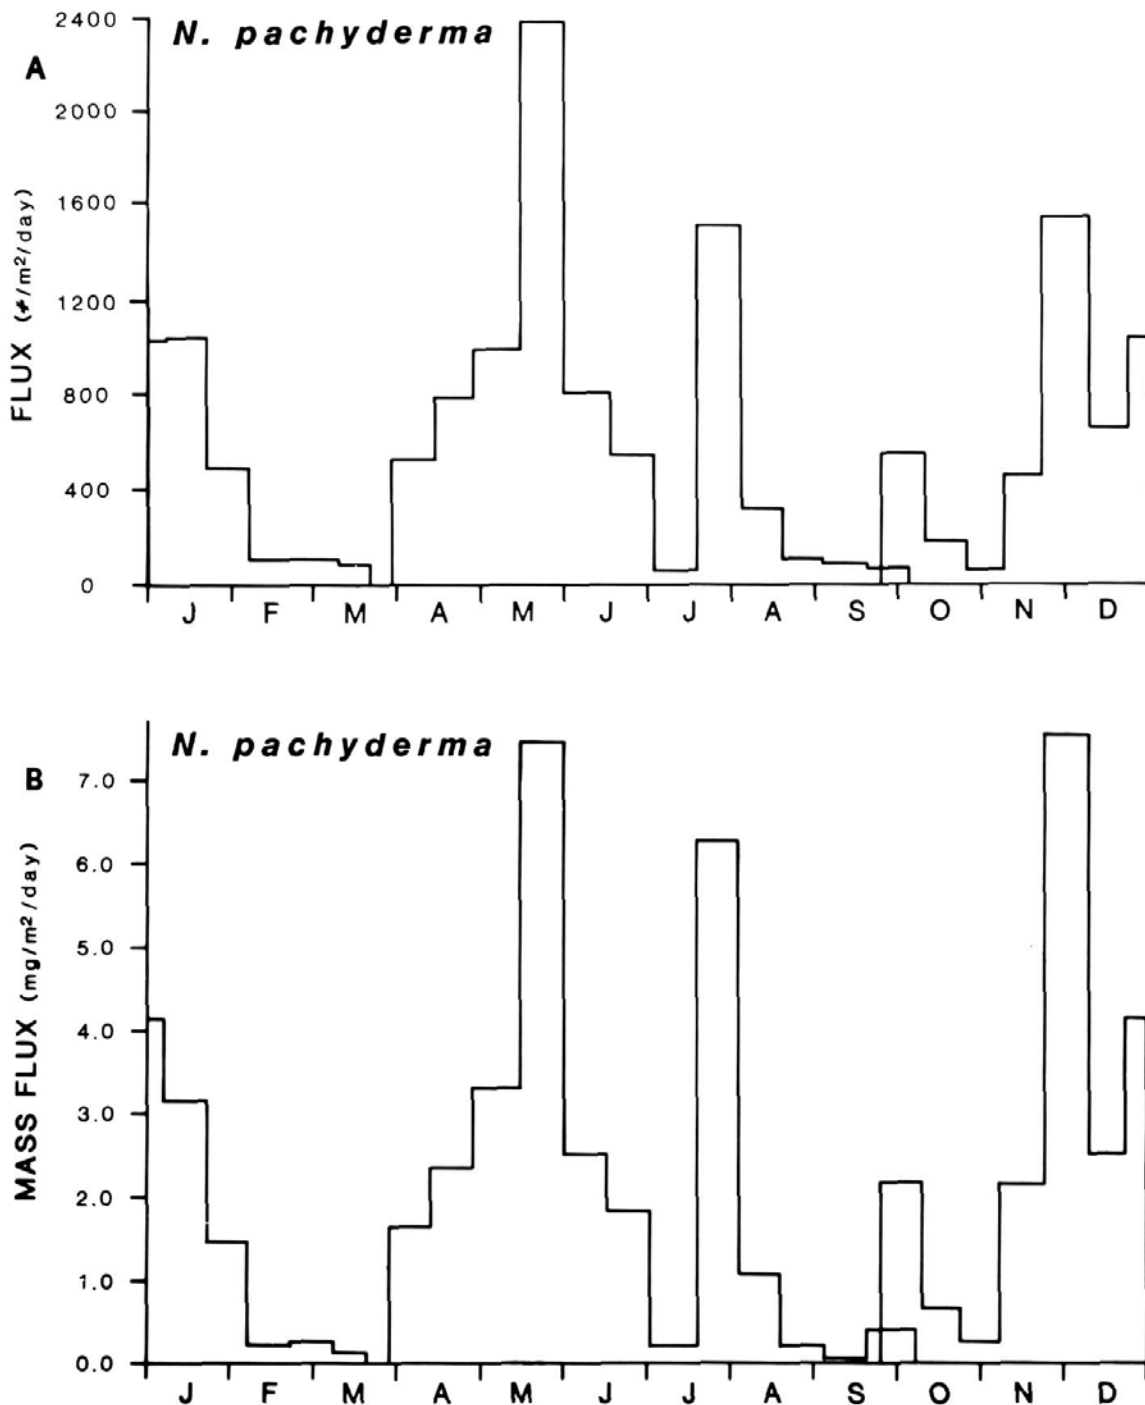 N. pachyderma
A
2400
2000
1600
1200
800
400
0
FLUX (#/m²/day)
J F M A M J J A S O N D
N. pachyderma
B
7.0
6.0
5.0
4.0
3.0
2.0
1.0
0.0
MASS FLUX (mg/m²/day)
J F M A M J J A S O N D